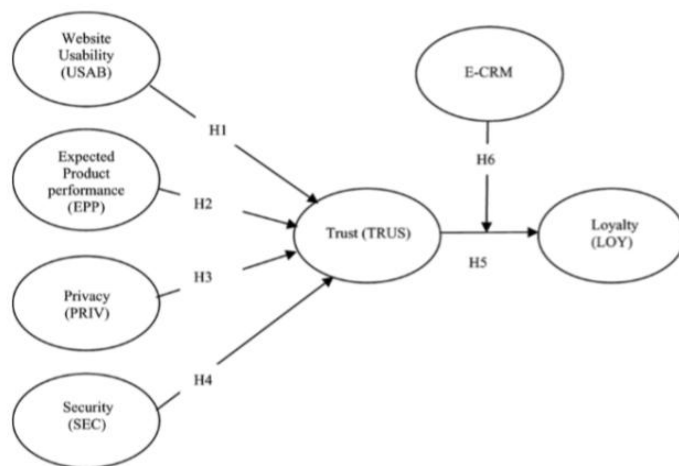 Website
Usability
(USAB)
E-CRM
H1
H6
Expected
Product
performance
(EPP)
H2
Trust (TRUS)
Loyalty
(LOY)
H5
H3
Privacy
(PRIV)
H4
Security
(SEC)